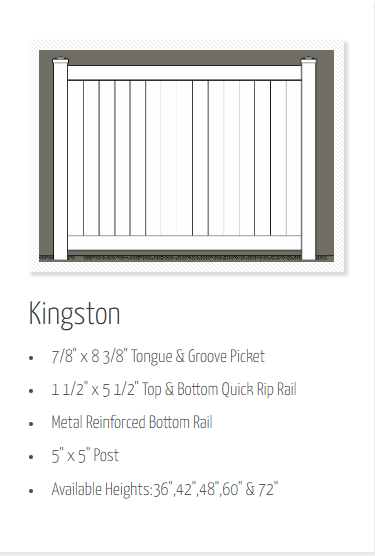 Kingston
7/8" x 8 3/8" Tongue & Groove Picket
1 1/2" x 5 1/2" Top & Bottom Quick Rip Rail
Metal Reinforced Bottom Rail
5" x 5" Post
Available Heights:36",42",48",60" & 72"